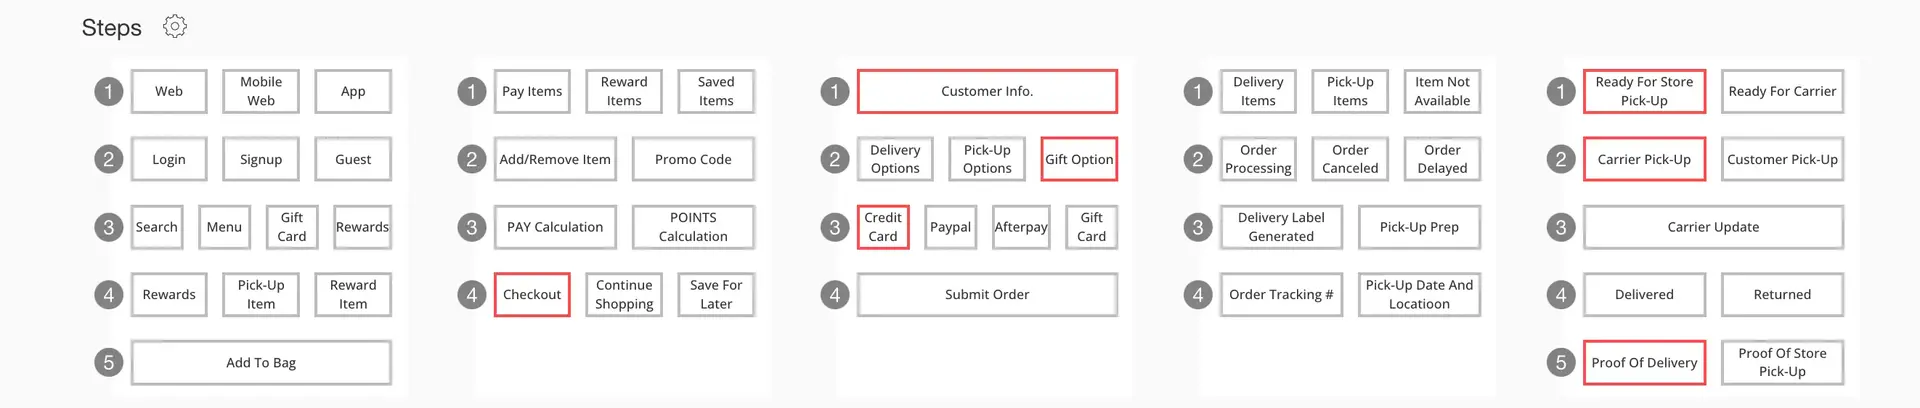 Steps
1
Web
Mobile
Web
App
2
Login
Signup
Guest
3
Search
Menu
Gift
Card
Rewards
4
Rewards
Pick-Up
Item
Reward
Item
5
Add To Bag
1
Pay Items
Reward
Items
Saved
Items
2
Add/Remove Item
Promo Code
3
PAY Calculation
POINTS
Calculation
4
Checkout
Continue
Shopping
Save For
Later
1
Customer Info.
2
Delivery
Options
Pick-Up
Options
Gift Option
3
Credit
Card
Paypal
Afterpay
Gift
Card
4
Submit Order
1
Delivery
Items
Pick-Up
Items
Item Not
Available
2
Order
Processing
Order
Canceled
Order
Delayed
3
Delivery Label
Generated
Pick-Up Prep
4
Order Tracking #
Pick-Up Date And
Locatioon
1
Ready For Store
Pick-Up
Ready For Carrier
2
Carrier Pick-Up
Customer Pick-Up
3
Carrier Update
4
Delivered
Returned
5
Proof Of Delivery
Proof Of Store
Pick-Up